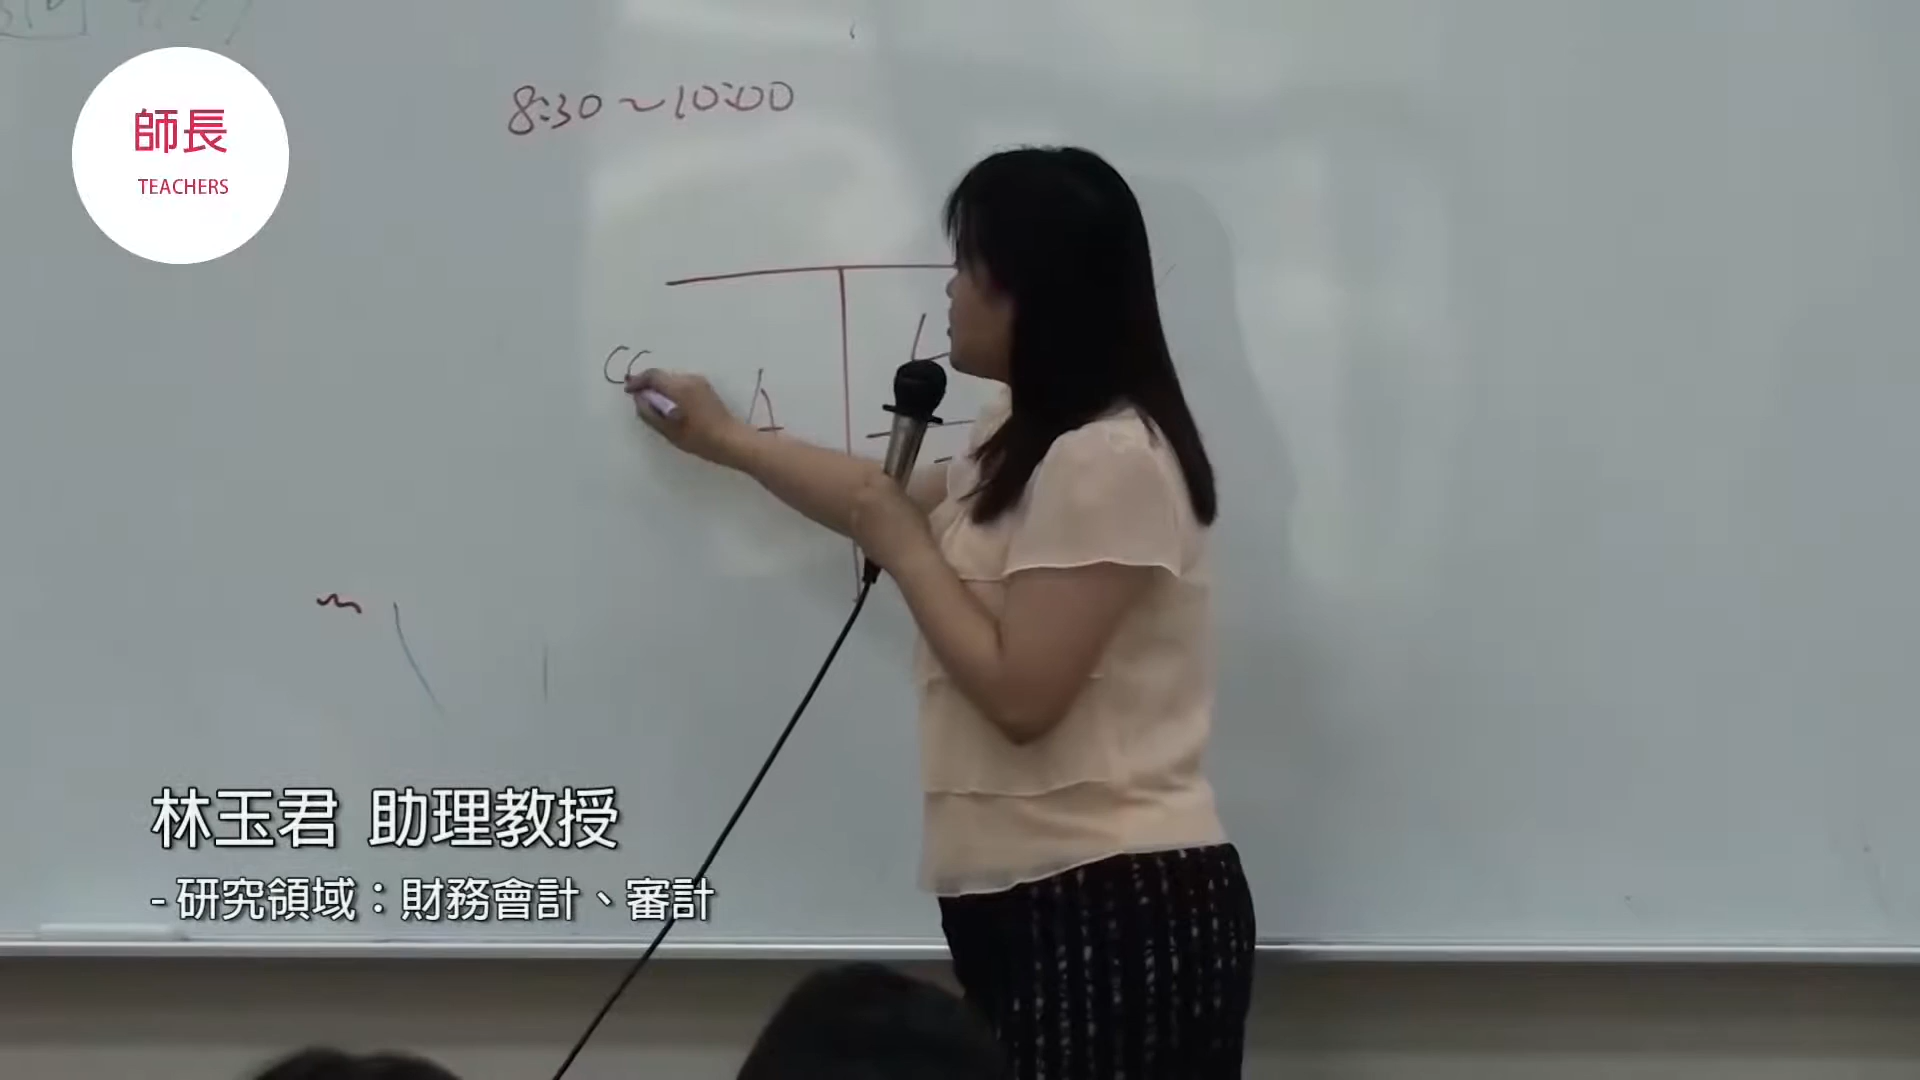 師長
TEACHERS
8:30~10:00
CC
A
L
林玉君 助理教授
- 研究領域：財務會計、審計